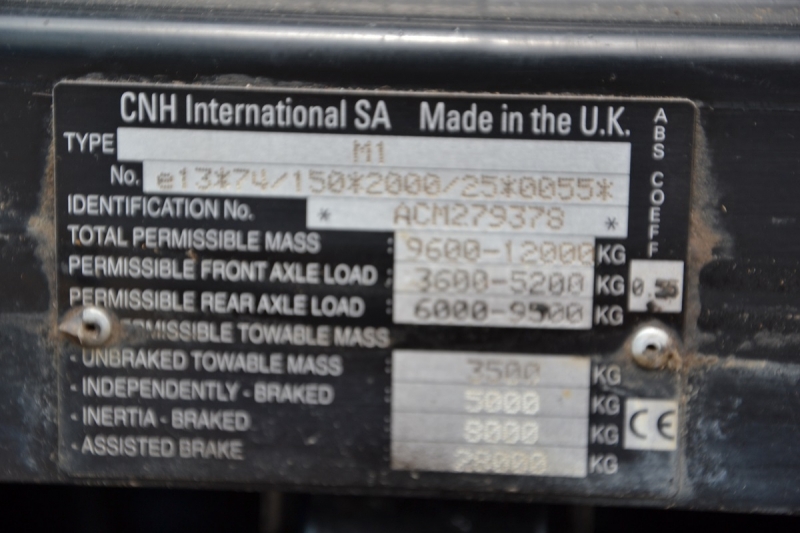 CNH International SA Made in the U.K.
TYPE M1
No. e13*74/150*2000/25*0055*
IDENTIFICATION No. * ACM279378 *
TOTAL PERMISSIBLE MASS : 9600-12000 KG
PERMISSIBLE FRONT AXLE LOAD : 3600-5200 KG
PERMISSIBLE REAR AXLE LOAD : 6000-9500 KG
PERMISSIBLE TOWABLE MASS
- UNBRAKED TOWABLE MASS 3500 KG
- INDEPENDENTLY - BRAKED 5000 KG
- INERTIA - BRAKED 8000 KG
- ASSISTED BRAKE 28000 KG
ABS COEFF
CE